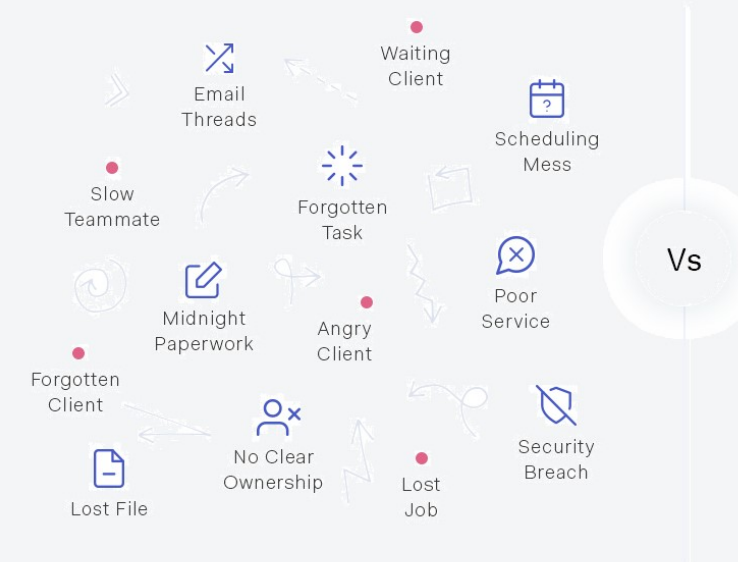 Waiting
Client
Email
Threads
Scheduling
Mess
?
Slow
Teammate
Forgotten
Task
Vs
Poor
Service
Midnight
Paperwork
Angry
Client
Forgotten
Client
Security
Breach
No Clear
Ownership
Lost
Job
Lost File